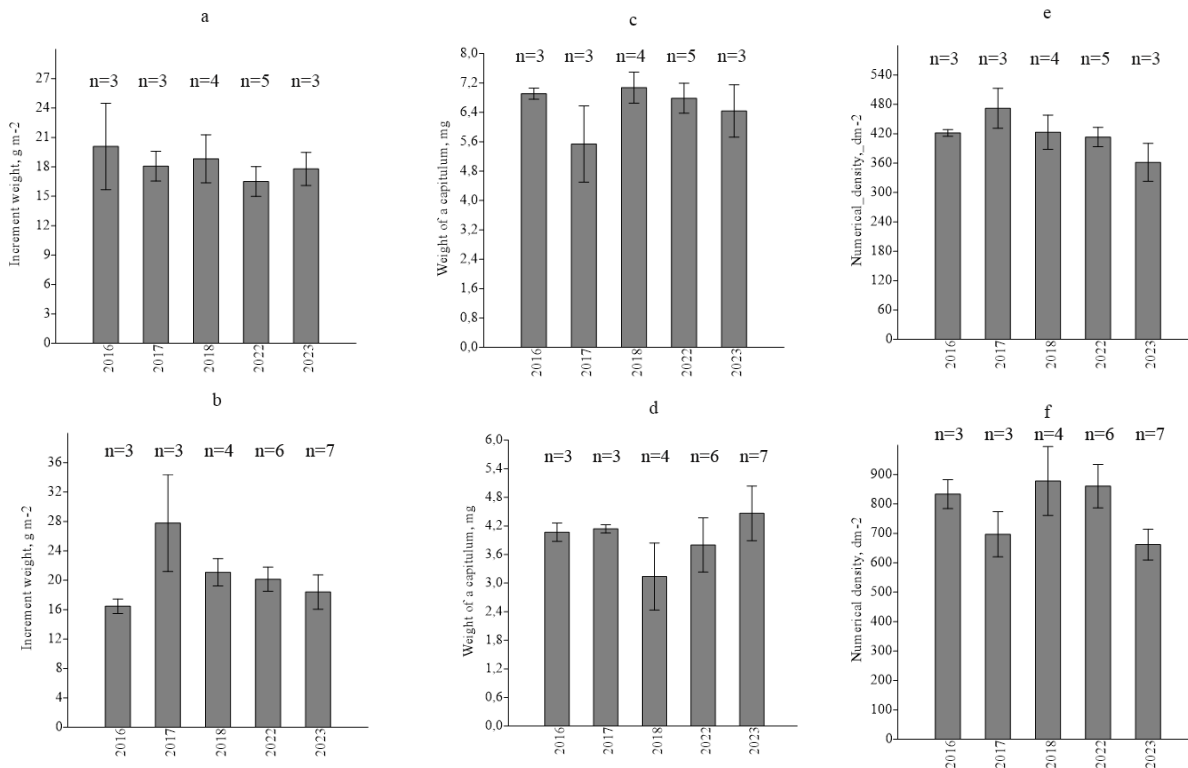 a
Increment weight, g m-2
27
24
21
18
15
12
9
6
3
0
n=3 n=3 n=4 n=5 n=3
2016 2017 2018 2022 2023
c
Weight of a capitulum, mg
8,0
7,2
6,4
5,6
4,8
4,0
3,2
2,4
1,6
0,8
0,0
n=3 n=3 n=4 n=5 n=3
2016 2017 2018 2022 2023
e
Numerical_density,_dm-2
540
480
420
360
300
240
180
120
60
0
n=3 n=3 n=4 n=5 n=3
2016 2017 2018 2022 2023
b
Increment weight, g m-2
36
32
28
24
20
16
12
8
4
0
n=3 n=3 n=4 n=6 n=7
2016 2017 2018 2022 2023
d
Weight of a capitulum, mg
6,0
5,4
4,8
4,2
3,6
3,0
2,4
1,8
1,2
0,6
0,0
n=3 n=3 n=4 n=6 n=7
2016 2017 2018 2022 2023
f
Numerical density, dm-2
900
800
700
600
500
400
300
200
100
0
n=3 n=3 n=4 n=6 n=7
2016 2017 2018 2022 2023